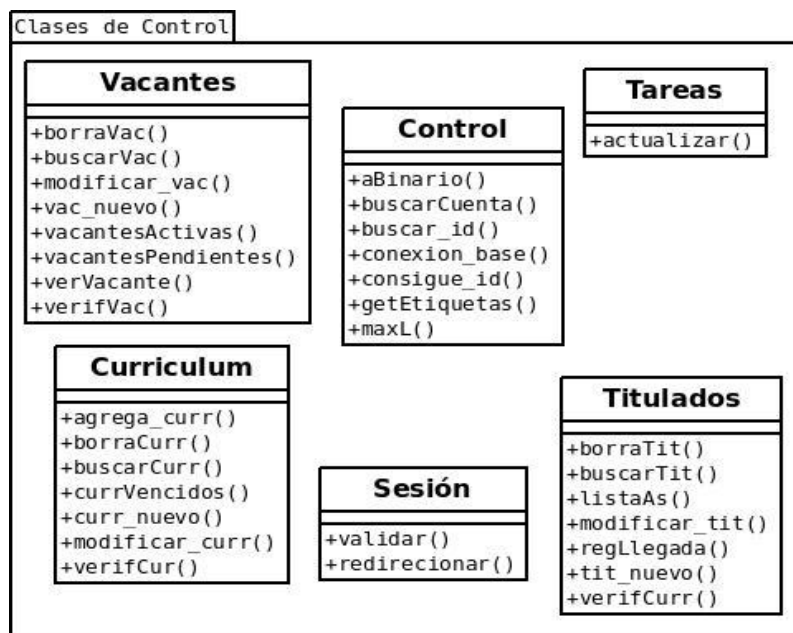 Clases de Control
Vacantes
+borraVac()
+buscarVac()
+modificar_vac()
+vac_nuevo()
+vacantesActivas()
+vacantesPendientes()
+verVacante()
+verifVac()
Control
+aBinario()
+buscarCuenta()
+buscar_id()
+conexion_base()
+consigue_id()
+getEtiquetas()
+maxL()
Tareas
+actualizar()
Curriculum
+agrega_curr()
+borraCurr()
+buscarCurr()
+currVencidos()
+curr_nuevo()
+modificar_curr()
+verifCur()
Sesión
+validar()
+redirecionar()
Titulados
+borraTit()
+buscarTit()
+listaAs()
+modificar_tit()
+regLlegada()
+tit_nuevo()
+verifCurr()